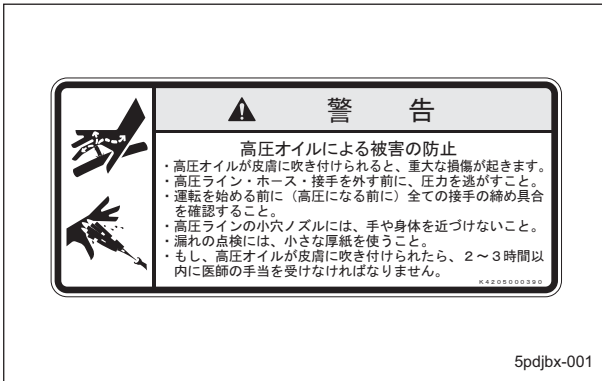 警 告
高圧オイルによる被害の防止
・高圧オイルが皮膚に吹き付けられると、重大な損傷が起きます。
・高圧ライン・ホース・接手を外す前に、圧力を逃がすこと。
・運転を始める前に（高圧になる前に）全ての接手の締め具合
を確認すること。
・高圧ラインの小穴ノズルには、手や身体を近づけないこと。
・漏れの点検には、小さな厚紙を使うこと。
・もし、高圧オイルが皮膚に吹き付けられたら、２～３時間以
内に医師の手当を受けなければなりません。
K4205000390
5pdjbx-001